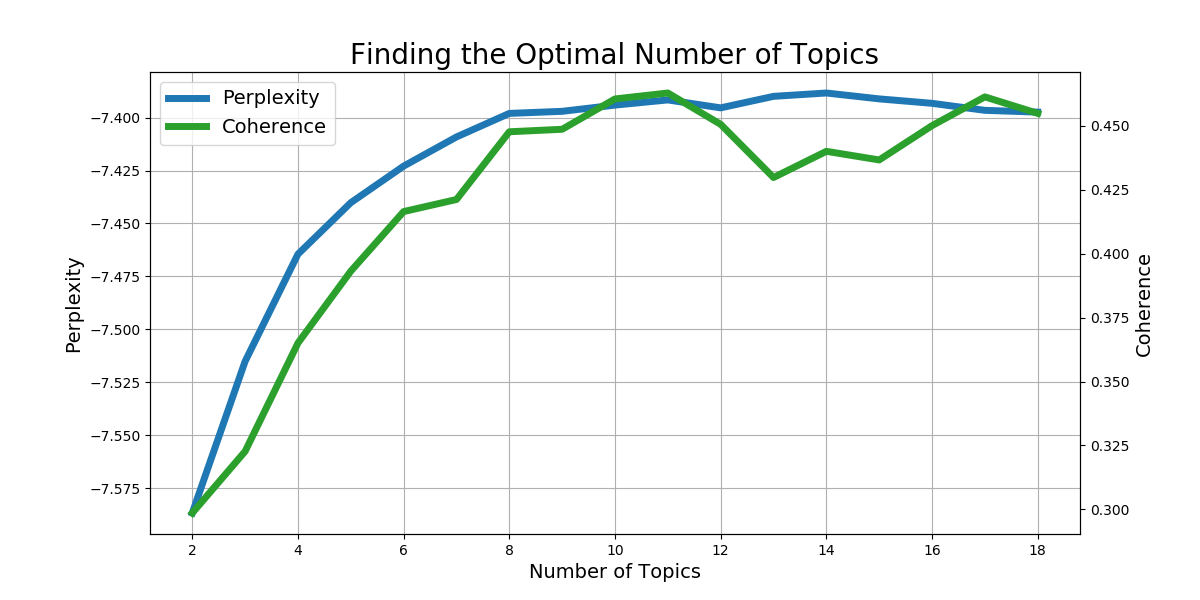 Finding the Optimal Number of Topics
Perplexity
Coherence
−7.400
−7.425
−7.450
−7.475
−7.500
−7.525
−7.550
−7.575
Perplexity
0.450
0.425
0.400
0.375
0.350
0.325
0.300
Coherence
2 4 6 8 10 12 14 16 18
Number of Topics